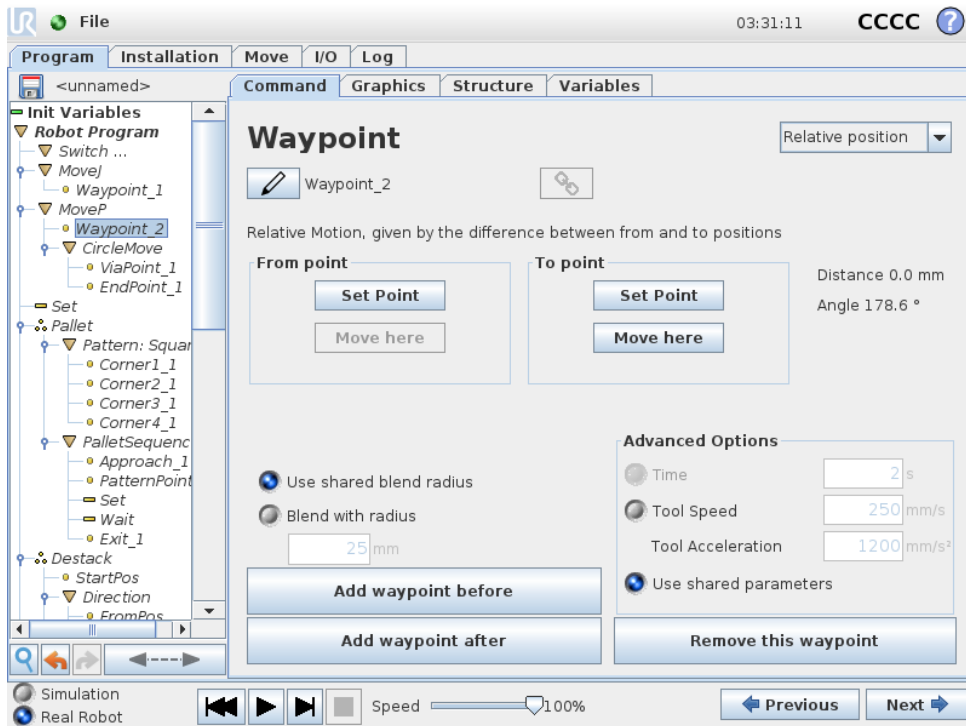 UR File 03:31:11 CCCC ?
Program Installation Move I/O Log
<unnamed>
Command Graphics Structure Variables
Init Variables
Robot Program
Switch ...
MoveJ
Waypoint_1
MoveP
Waypoint_2
CircleMove
ViaPoint_1
EndPoint_1
Set
Pallet
Pattern: Squar
Corner1_1
Corner2_1
Corner3_1
Corner4_1
PalletSequenc
Approach_1
PatternPoint
Set
Wait
Exit_1
Destack
StartPos
Direction
FromPos
Waypoint
Relative position
Waypoint_2
Relative Motion, given by the difference between from and to positions
From point
Set Point
Move here
To point
Set Point
Move here
Distance 0.0 mm
Angle 178.6 °
Use shared blend radius
Blend with radius
25 mm
Advanced Options
Time 2 s
Tool Speed 250 mm/s
Tool Acceleration 1200 mm/s²
Use shared parameters
Add waypoint before
Add waypoint after
Remove this waypoint
Simulation
Real Robot
Speed 100%
Previous
Next